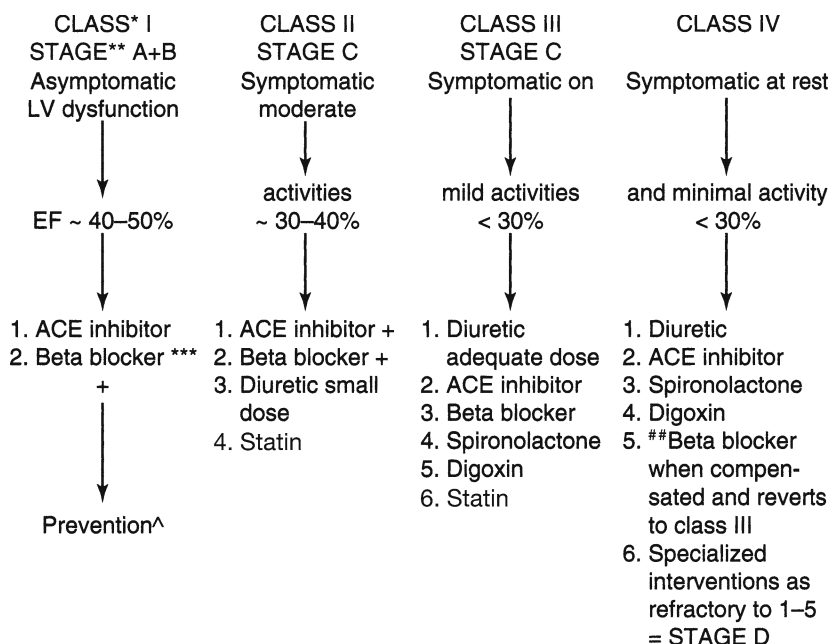 CLASS* I
STAGE** A+B
Asymptomatic
LV dysfunction
EF ~ 40–50%
1. ACE inhibitor
2. Beta blocker ***
+
Prevention^
CLASS II
STAGE C
Symptomatic
moderate
activities
~ 30–40%
1. ACE inhibitor +
2. Beta blocker +
3. Diuretic small
dose
4. Statin
CLASS III
STAGE C
Symptomatic on
mild activities
< 30%
1. Diuretic
adequate dose
2. ACE inhibitor
3. Beta blocker
4. Spironolactone
5. Digoxin
6. Statin
CLASS IV
Symptomatic at rest
and minimal activity
< 30%
1. Diuretic
2. ACE inhibitor
3. Spironolactone
4. Digoxin
5. ##Beta blocker
when compen-
sated and reverts
to class III
6. Specialized
interventions as
refractory to 1–5
= STAGE D